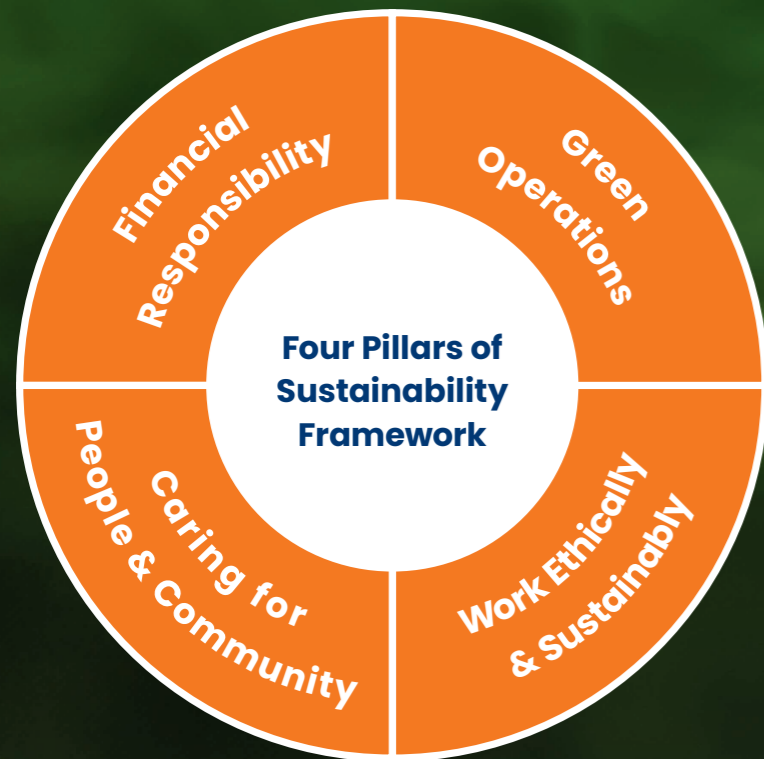 Financial
Responsibility
Green
Operations
Four Pillars of
Sustainability
Framework
Caring for
People & Community
Work Ethically
& Sustainably